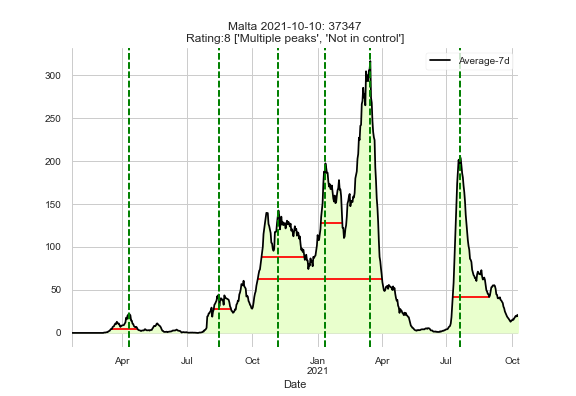 Malta 2021-10-10: 37347
Rating:8 ['Multiple peaks', 'Not in control']
Average-7d
300
250
200
150
100
50
0
Apr
Jul
Oct
Jan
2021
Apr
Jul
Oct
Date